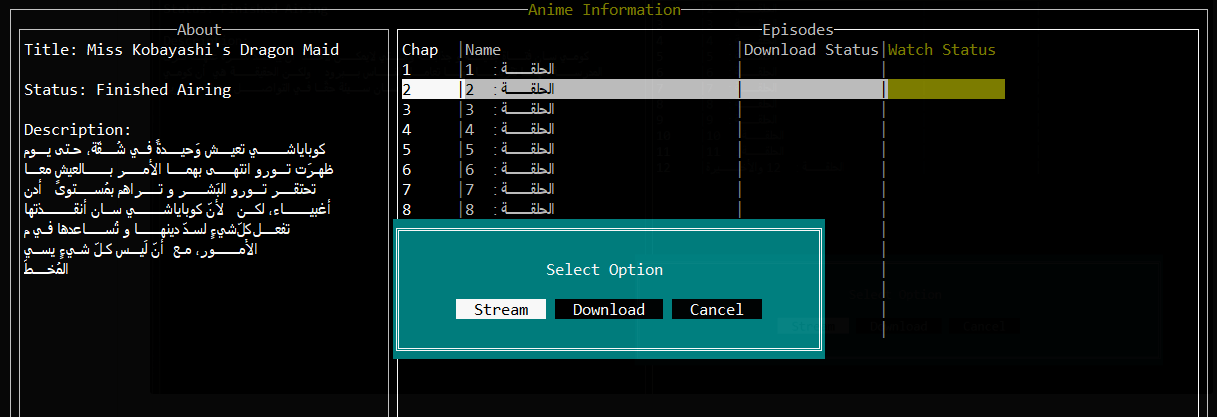 Anime Information
About
Title: Miss Kobayashi's Dragon Maid
Status: Finished Airing
Description:
كوباياشي تعيش وَحيدةً في شُقّة، حتى يوم
ظهرَت تورو انتهى بهما الأمر بالعيش معا
تحتقر تورو البَشر و تراهم بمُستوىً أدن
أغبياء، لكن لأنّ كوباياشي سان أنقذتها
تفعل كلّ شيءٍ لسدّ دينها و تُساعدها في م
الأمور، مع أنّ لَيس كلّ شيءٍ يسي
المُخطَ
Episodes
Chap |Name |Download Status|Watch Status
1 |1 : الحلقة
2 |2 : الحلقة
3 |3 : الحلقة
4 |4 : الحلقة
5 |5 : الحلقة
6 |6 : الحلقة
7 |7 : الحلقة
8 |8 : الحلقة
Select Option
Stream Download Cancel